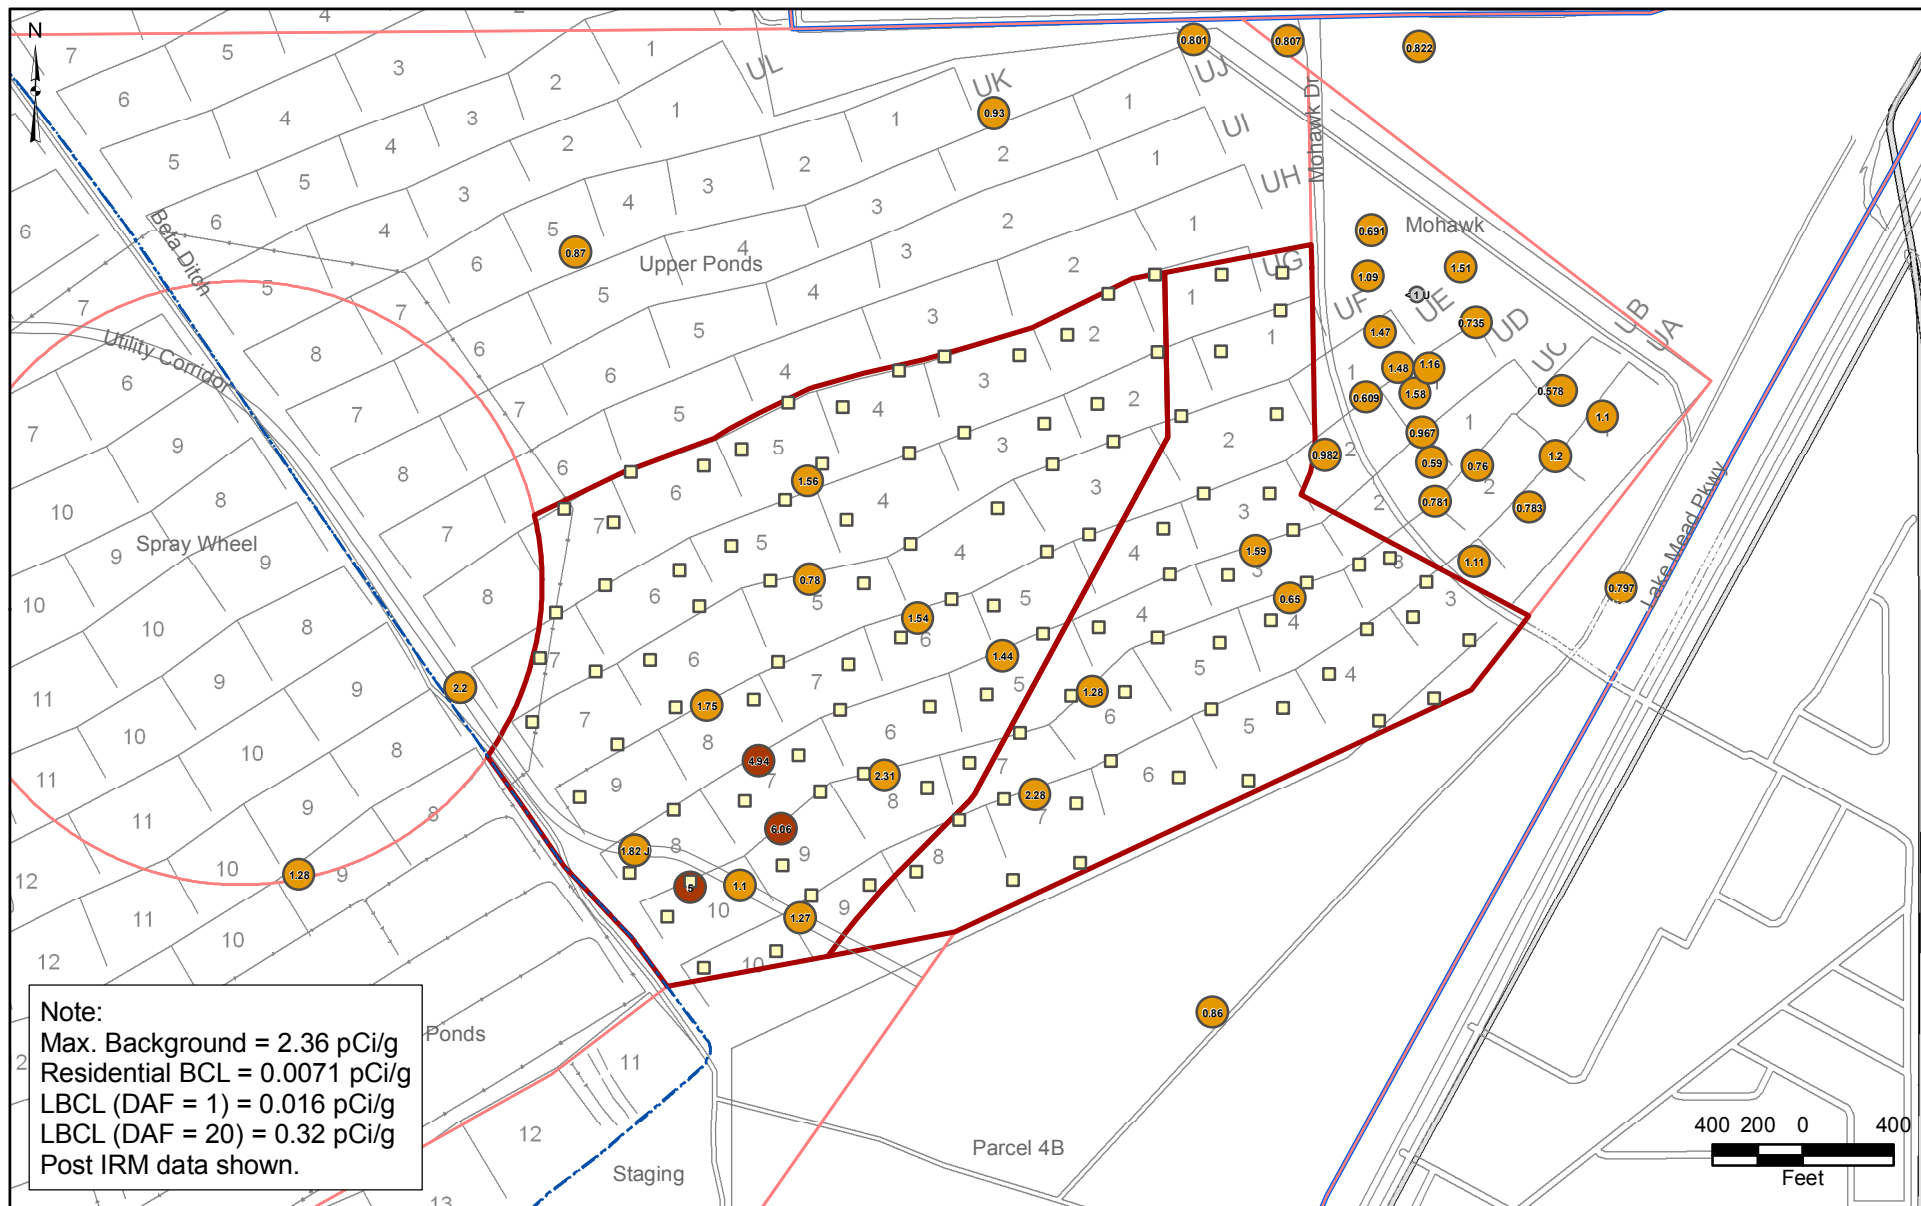 N
UL
UK
UJ
UI
UH
UG
UF
UE
UD
UC
UB
UA
Mohawk Dr
Mohawk
Lake Mead Pkwy
Upper Ponds
Beta Ditch
Utility Corridor
Spray Wheel
Ponds
Staging
Parcel 4B
0.801
0.807
0.822
0.93
0.87
0.691
1.09
1.51
<1 U
1.47
0.735
1.48
1.16
1.58
0.609
0.578
1.1
0.967
0.982
0.59
0.76
1.2
0.781
0.783
1.11
0.797
1.56
1.59
0.78
0.65
1.54
1.44
1.28
2.2
1.75
4.94
2.31
2.28
6.06
1.82 J
5
1.1
1.27
1.28
0.86
Note:
Max. Background = 2.36 pCi/g
Residential BCL = 0.0071 pCi/g
LBCL (DAF = 1) = 0.016 pCi/g
LBCL (DAF = 20) = 0.32 pCi/g
Post IRM data shown.
400 200 0 400
Feet